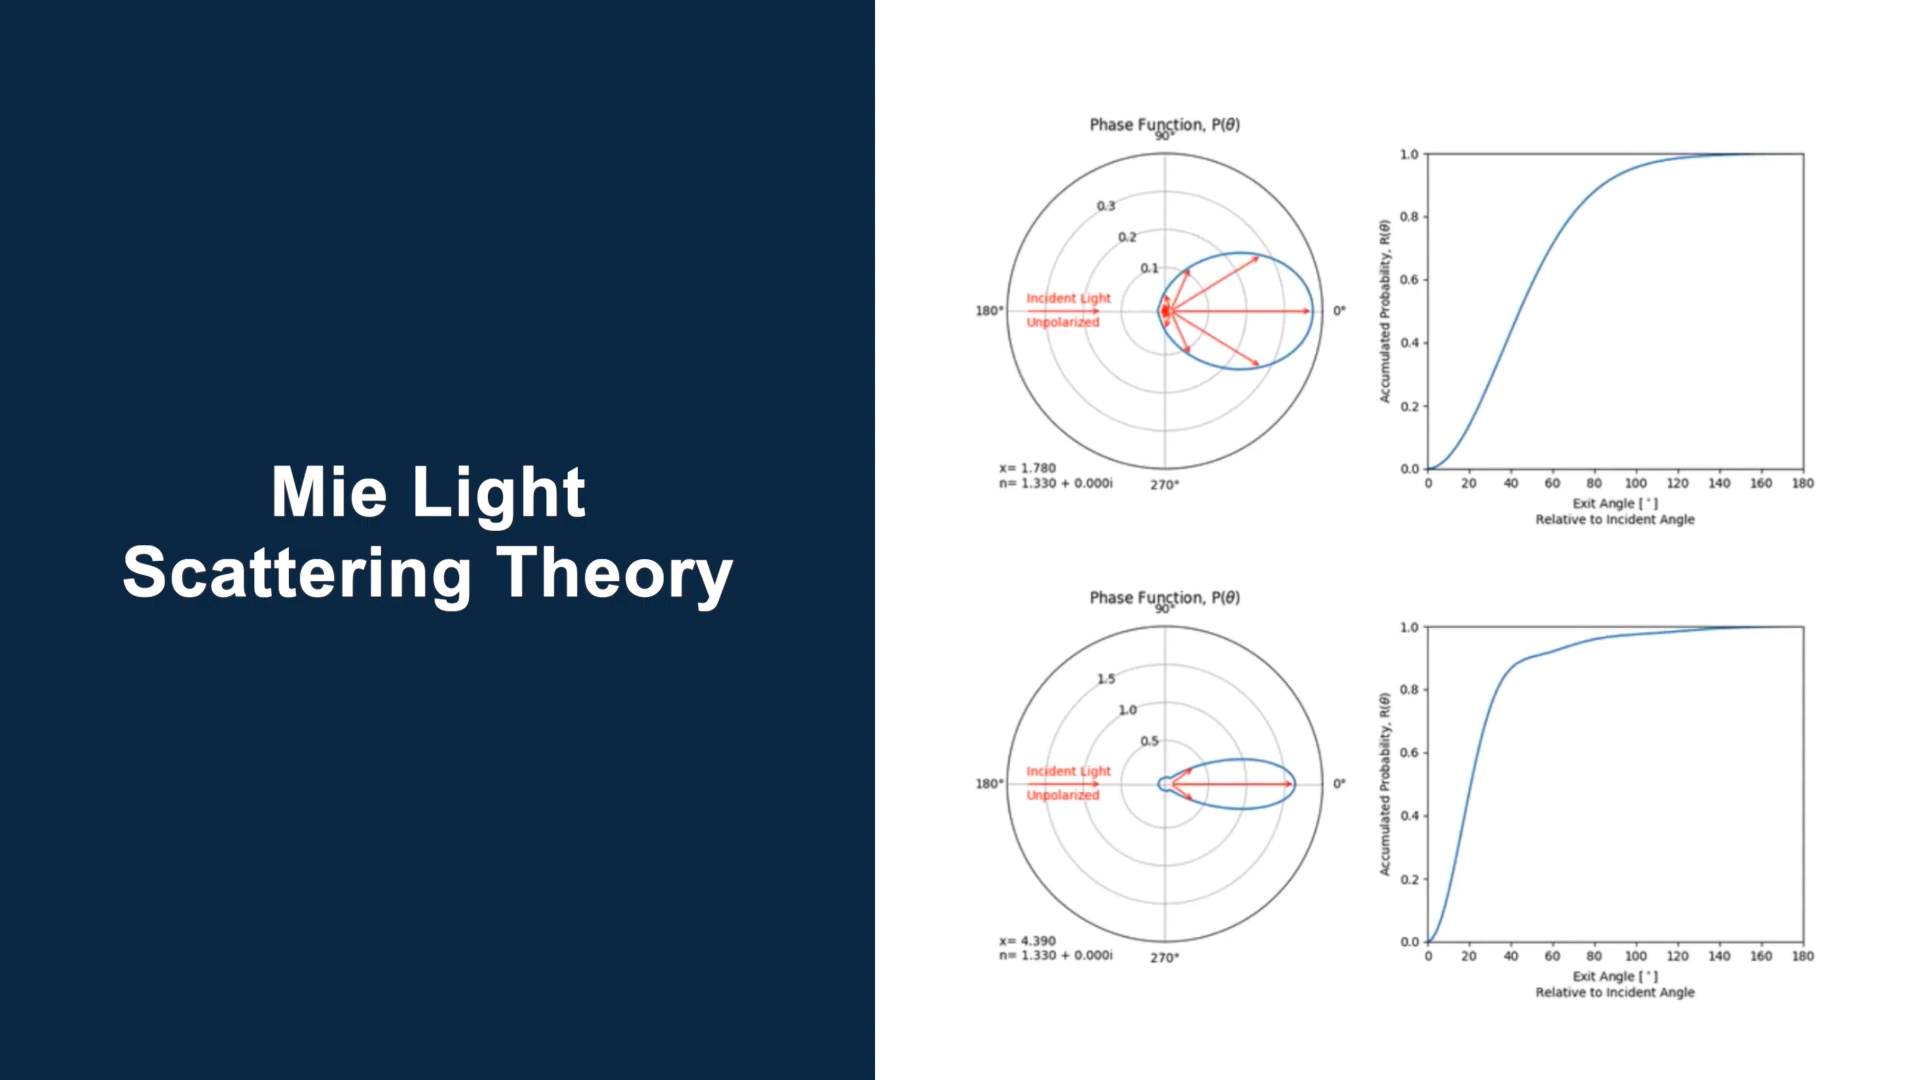 Mie Light
Scattering Theory
Phase Function, P(θ)
90°
0.3
0.2
0.1
Incident Light
Unpolarized
180°
0°
270°
x= 1.780
n= 1.330 + 0.000i
1.0
0.8
0.6
0.4
0.2
0.0
Accumulated Probability, R(θ)
0 20 40 60 80 100 120 140 160 180
Exit Angle [°]
Relative to Incident Angle
Phase Function, P(θ)
90°
1.5
1.0
0.5
Incident Light
Unpolarized
180°
0°
270°
x= 4.390
n= 1.330 + 0.000i
1.0
0.8
0.6
0.4
0.2
0.0
Accumulated Probability, R(θ)
0 20 40 60 80 100 120 140 160 180
Exit Angle [°]
Relative to Incident Angle